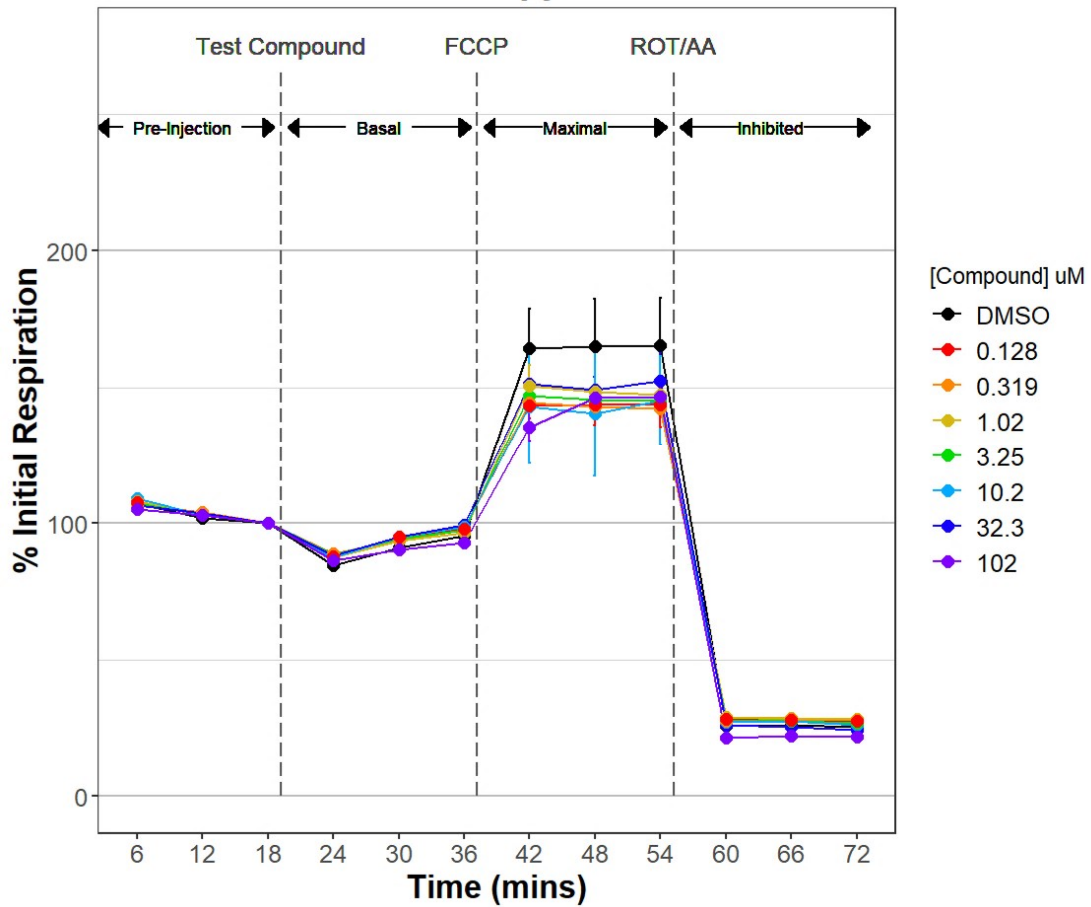 Test Compound FCCP ROT/AA
Pre-Injection Basal Maximal Inhibited
200
100
0
% Initial Respiration
6 12 18 24 30 36 42 48 54 60 66 72
Time (mins)
[Compound] uM
DMSO
0.128
0.319
1.02
3.25
10.2
32.3
102